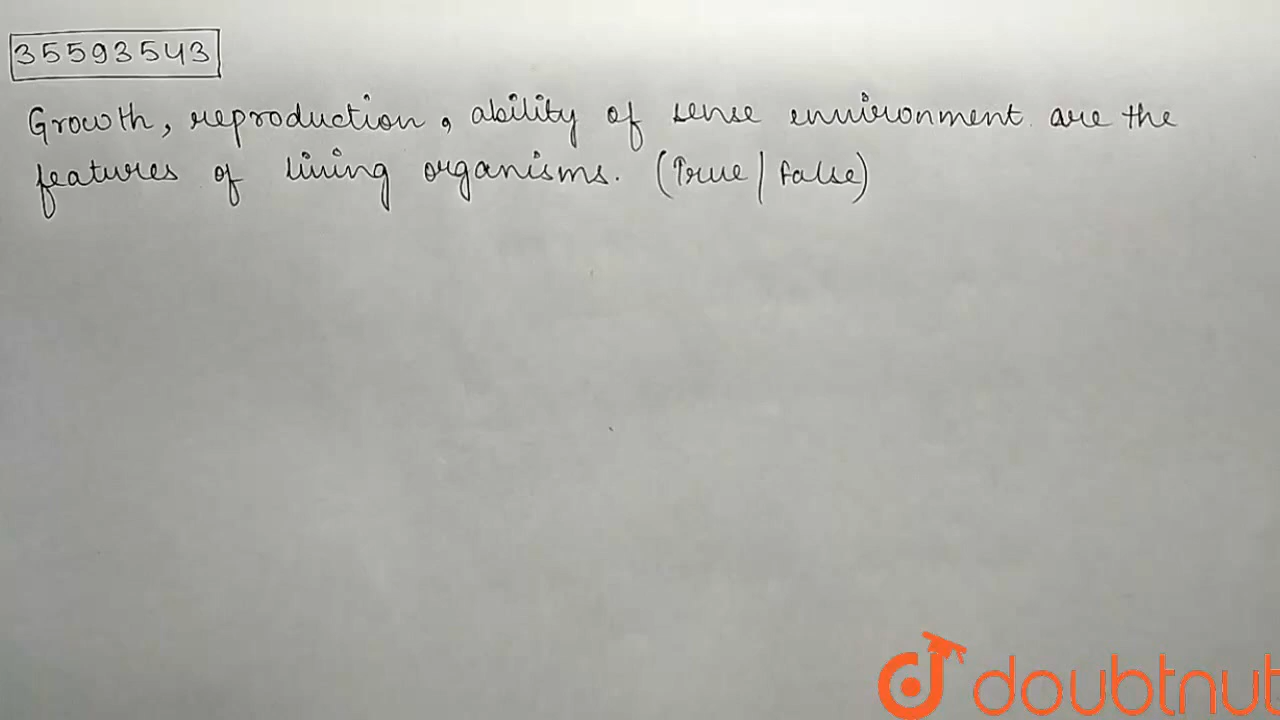 35593543
Growth, reproduction, ability of sense environment are the
features of living organisms. (True/False)
doubtnut